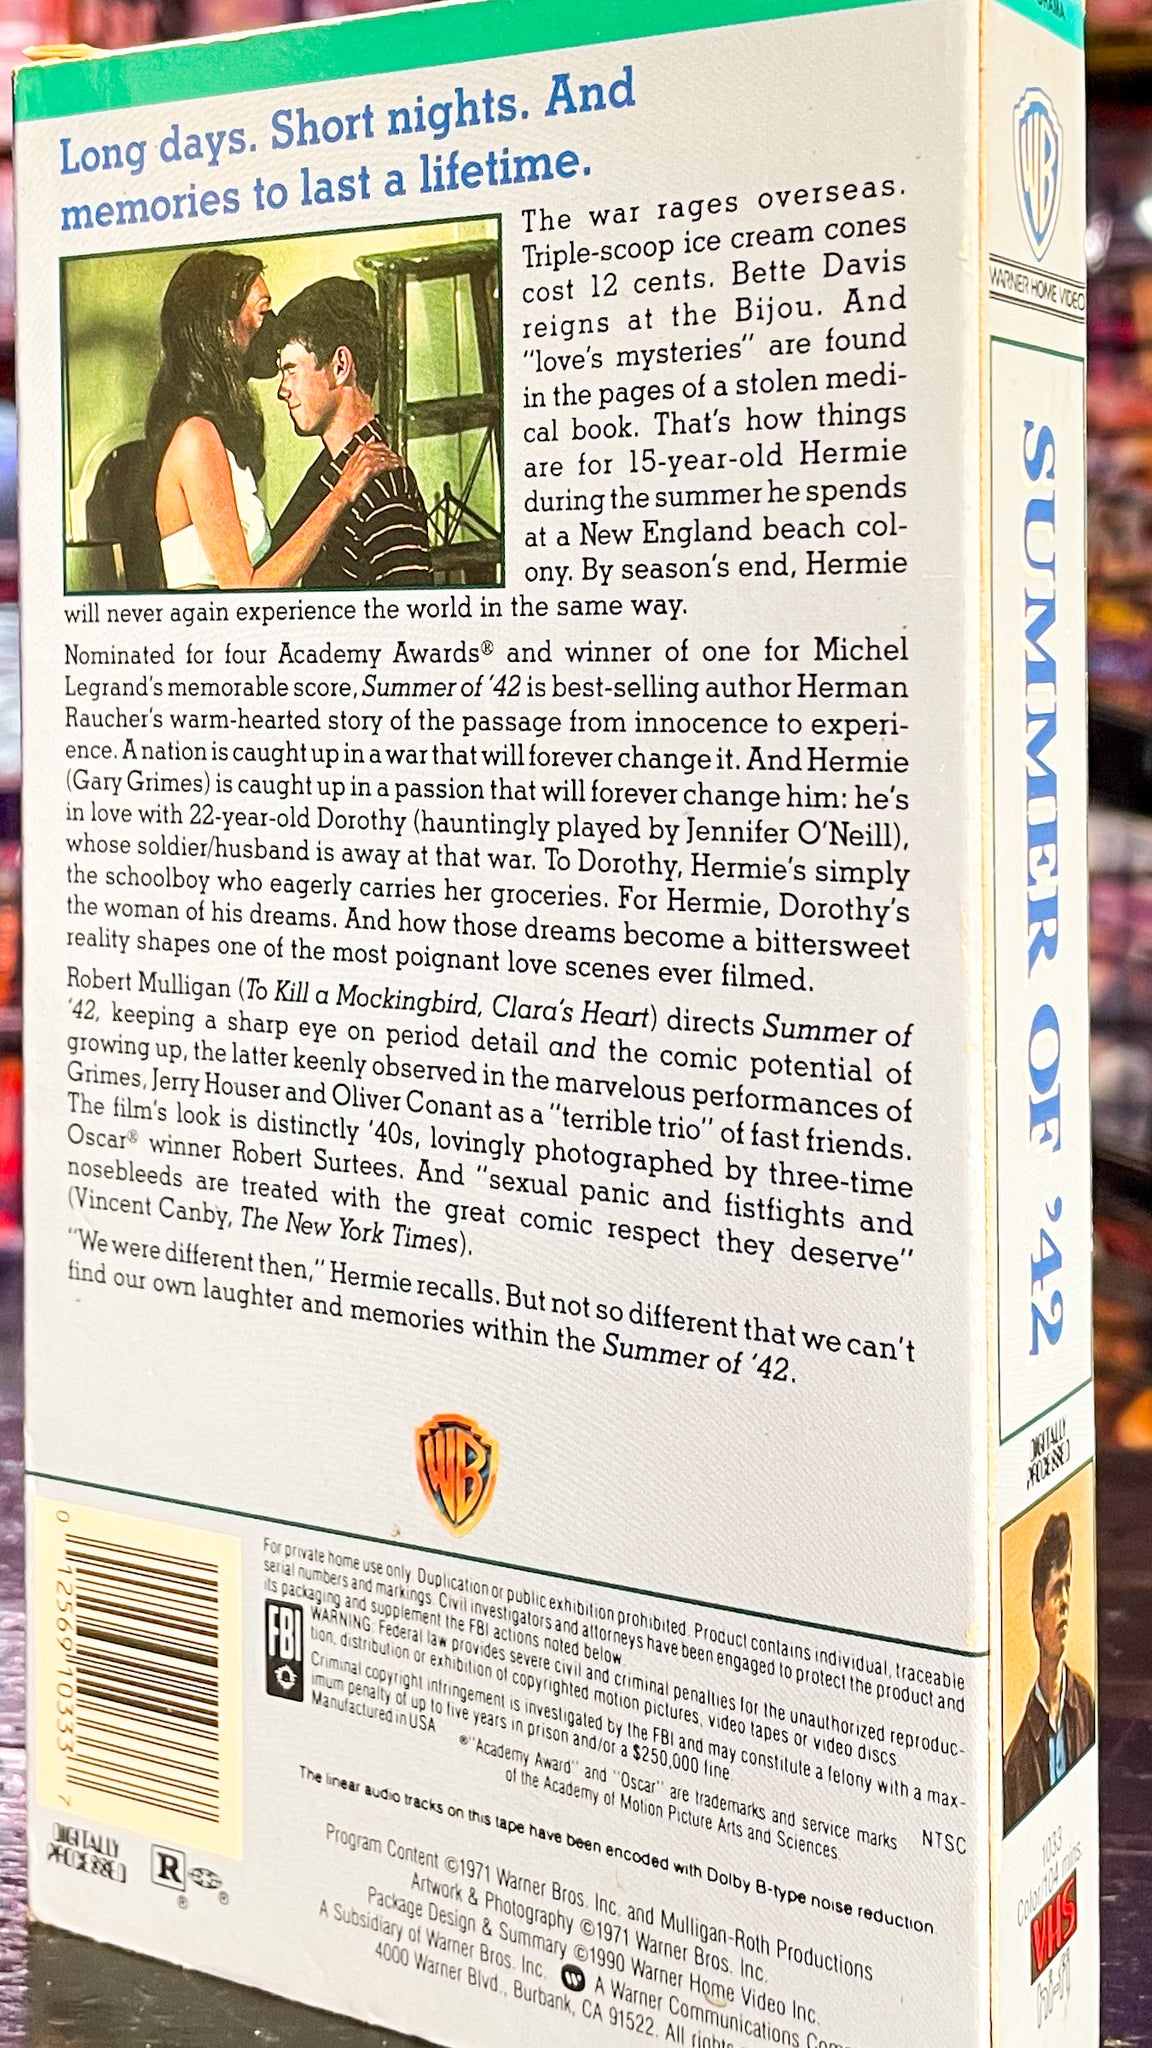 Long days. Short nights. And
memories to last a lifetime.
The war rages overseas.
Triple-scoop ice cream cones
cost 12 cents. Bette Davis
reigns at the Bijou. And
"love's mysteries" are found
in the pages of a stolen medi-
cal book. That's how things
are for 15-year-old Hermie
during the summer he spends
at a New England beach col-
ony. By season's end, Hermie
will never again experience the world in the same way.
Nominated for four Academy Awards® and winner of one for Michel
Legrand's memorable score, Summer of '42 is best-selling author Herman
Raucher's warm-hearted story of the passage from innocence to experi-
ence. A nation is caught up in a war that will forever change it. And Hermie
(Gary Grimes) is caught up in a passion that will forever change him: he's
in love with 22-year-old Dorothy (hauntingly played by Jennifer O'Neill),
whose soldier/husband is away at that war. To Dorothy, Hermie's simply
the schoolboy who eagerly carries her groceries. For Hermie, Dorothy's
the woman of his dreams. And how those dreams become a bittersweet
reality shapes one of the most poignant love scenes ever filmed.
Robert Mulligan (To Kill a Mockingbird, Clara's Heart) directs Summer of
'42, keeping a sharp eye on period detail and the comic potential of
growing up, the latter keenly observed in the marvelous performances of
Grimes, Jerry Houser and Oliver Conant as a "terrible trio" of fast friends.
The film's look is distinctly '40s, lovingly photographed by three-time
Oscar® winner Robert Surtees. And "sexual panic and fistfights and
nosebleeds are treated with the great comic respect they deserve"
(Vincent Canby, The New York Times).
"We were different then," Hermie recalls. But not so different that we can't
find our own laughter and memories within the Summer of '42.
WB
0 12569 10333 7
DIGITALLY
PROCESSED
R
®
®
For private home use only. Duplication or public exhibition prohibited. Product contains individual, traceable
serial numbers and markings. Civil investigators and attorneys have been engaged to protect the product and
its packaging and supplement the FBI actions noted below.
FBI
WARNING: Federal law provides severe civil and criminal penalties for the unauthorized reproduc-
tion, distribution or exhibition of copyrighted motion pictures, video tapes or video discs.
Criminal copyright infringement is investigated by the FBI and may constitute a felony with a max-
imum penalty of up to five years in prison and/or a $250,000 fine.
Manufactured in USA
®"Academy Award" and "Oscar" are trademarks and service marks
of the Academy of Motion Picture Arts and Sciences.
NTSC
The linear audio tracks on this tape have been encoded with Dolby B-type noise reduction
Program Content ©1971 Warner Bros. Inc. and Mulligan-Roth Productions
Artwork & Photography ©1971 Warner Bros. Inc.
Package Design & Summary ©1990 Warner Home Video Inc.
A Subsidiary of Warner Bros. Inc. W A Warner Communications Com
4000 Warner Blvd., Burbank, CA 91522. All rights
WB
WARNER HOME VIDEO
SUMMER OF '42
DIGITALLY
PROCESSED
1033
Color/104 mins.
VHS